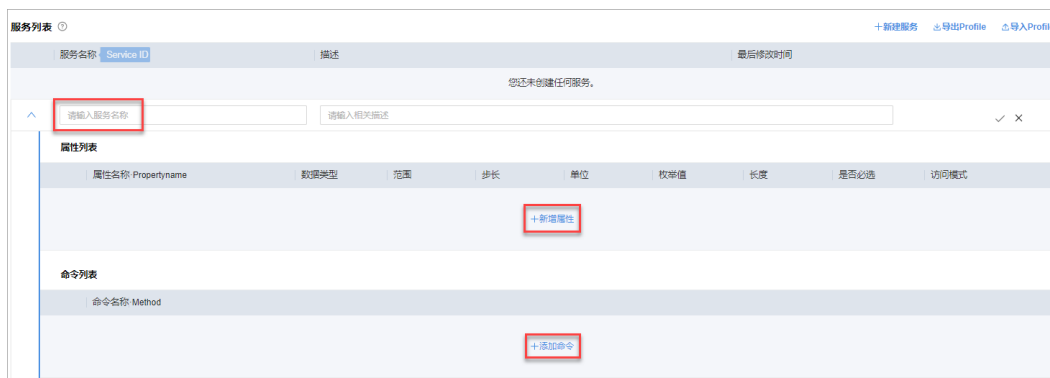 服务列表 ? +新建服务 导出Profile 导入Profile
服务名称 Service ID 描述 最后修改时间
您还未创建任何服务。
请输入服务名称 请输入相关描述
属性列表
属性名称·Propertyname 数据类型 范围 步长 单位 枚举值 长度 是否必选 访问模式
+新增属性
命令列表
命令名称·Method
+添加命令